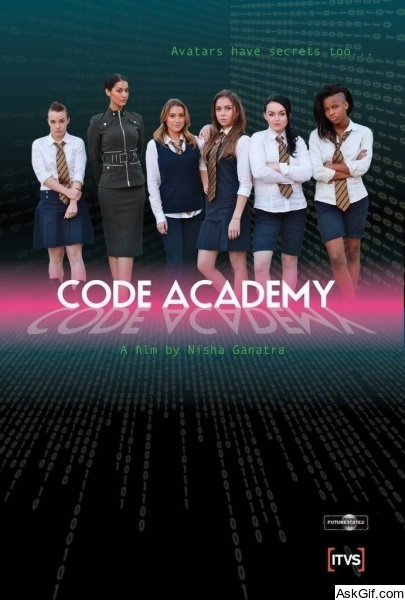 Avatars have secrets too...
CODE ACADEMY
A film by Nisha Ganatra
FUTURESTATES
[ITVS]
AskGif.com